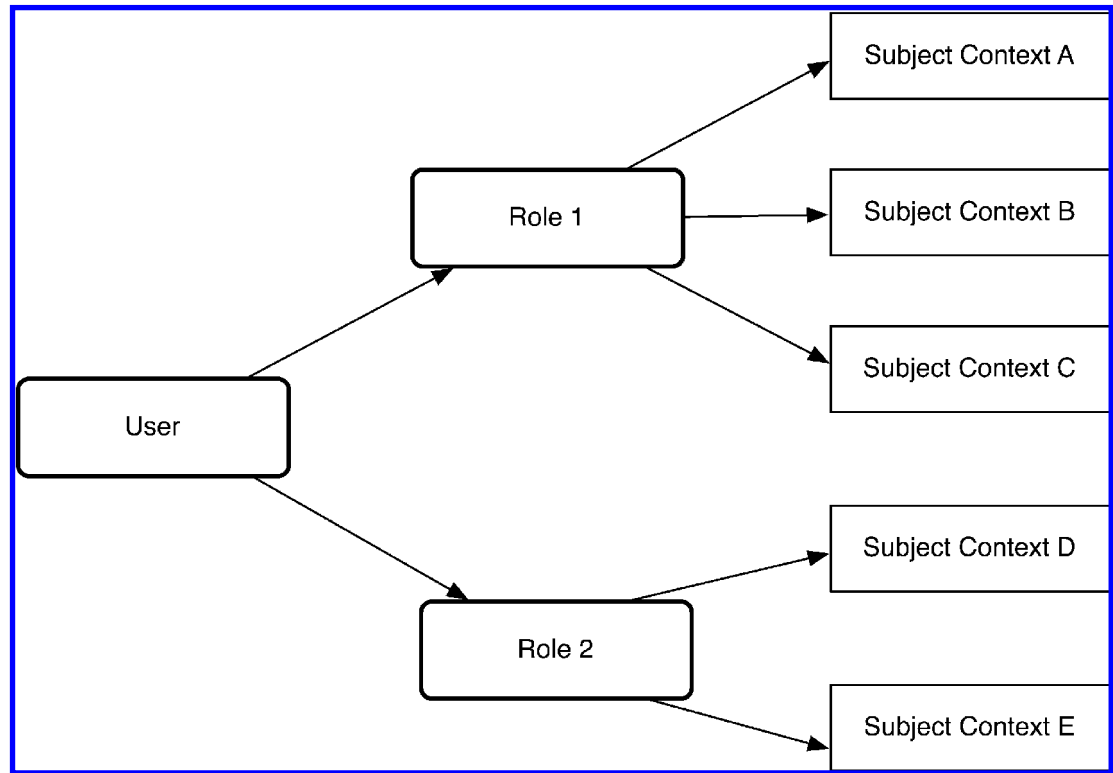 Subject Context A
Role 1
Subject Context B
Subject Context C
User
Subject Context D
Role 2
Subject Context E